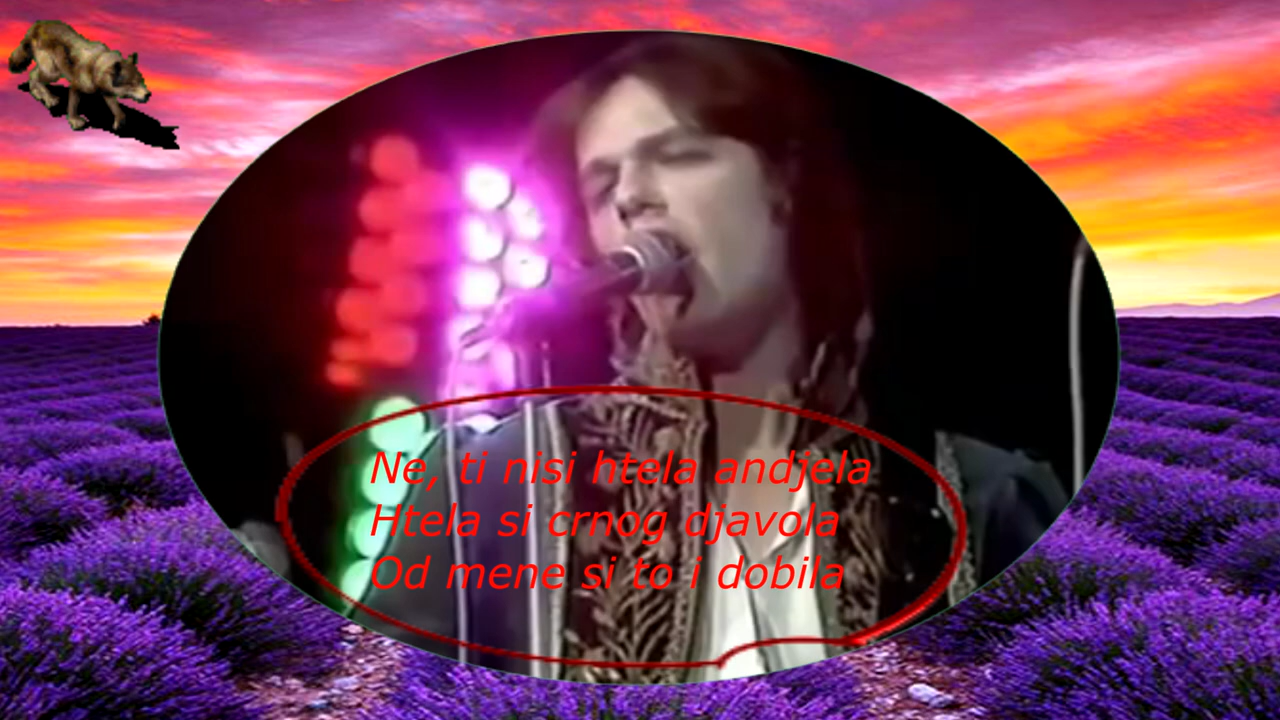 Ne, ti nisi htela andjela
Htela si crnog djavola
Od mene si to i dobila